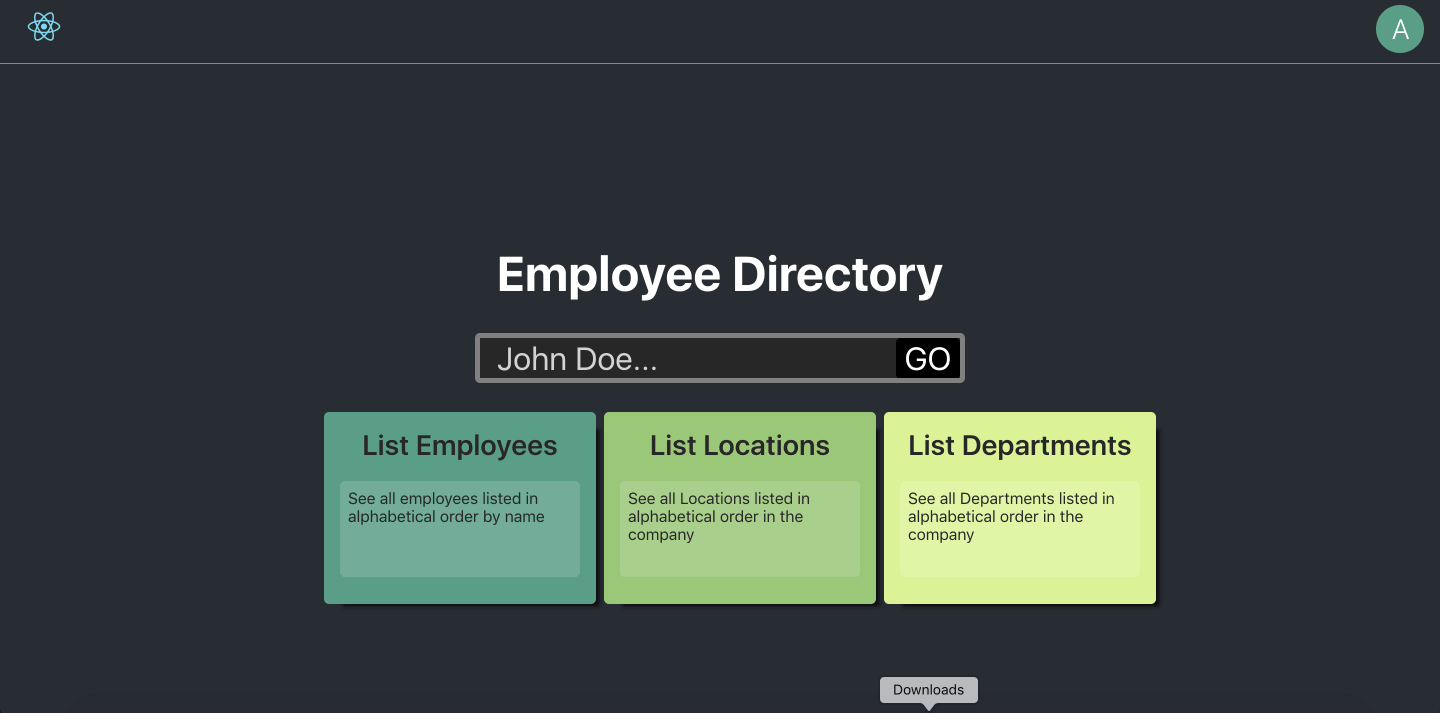 A
Employee Directory
John Doe...
GO
List Employees
See all employees listed in
alphabetical order by name
List Locations
See all Locations listed in
alphabetical order in the
company
List Departments
See all Departments listed in
alphabetical order in the
company
Downloads